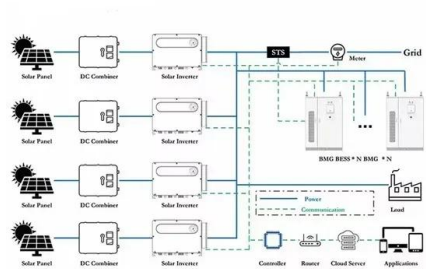 STS
Grid
Meter
Solar Panel
DC Combiner
Solar Inverter
Solar Panel
DC Combiner
Solar Inverter
BMG BESS * N BMG * N
Solar Panel
DC Combiner
Solar Inverter
Power
Communication
Load
Solar Panel
DC Combiner
Solar Inverter
Controller
Router
Cloud Server
Applications